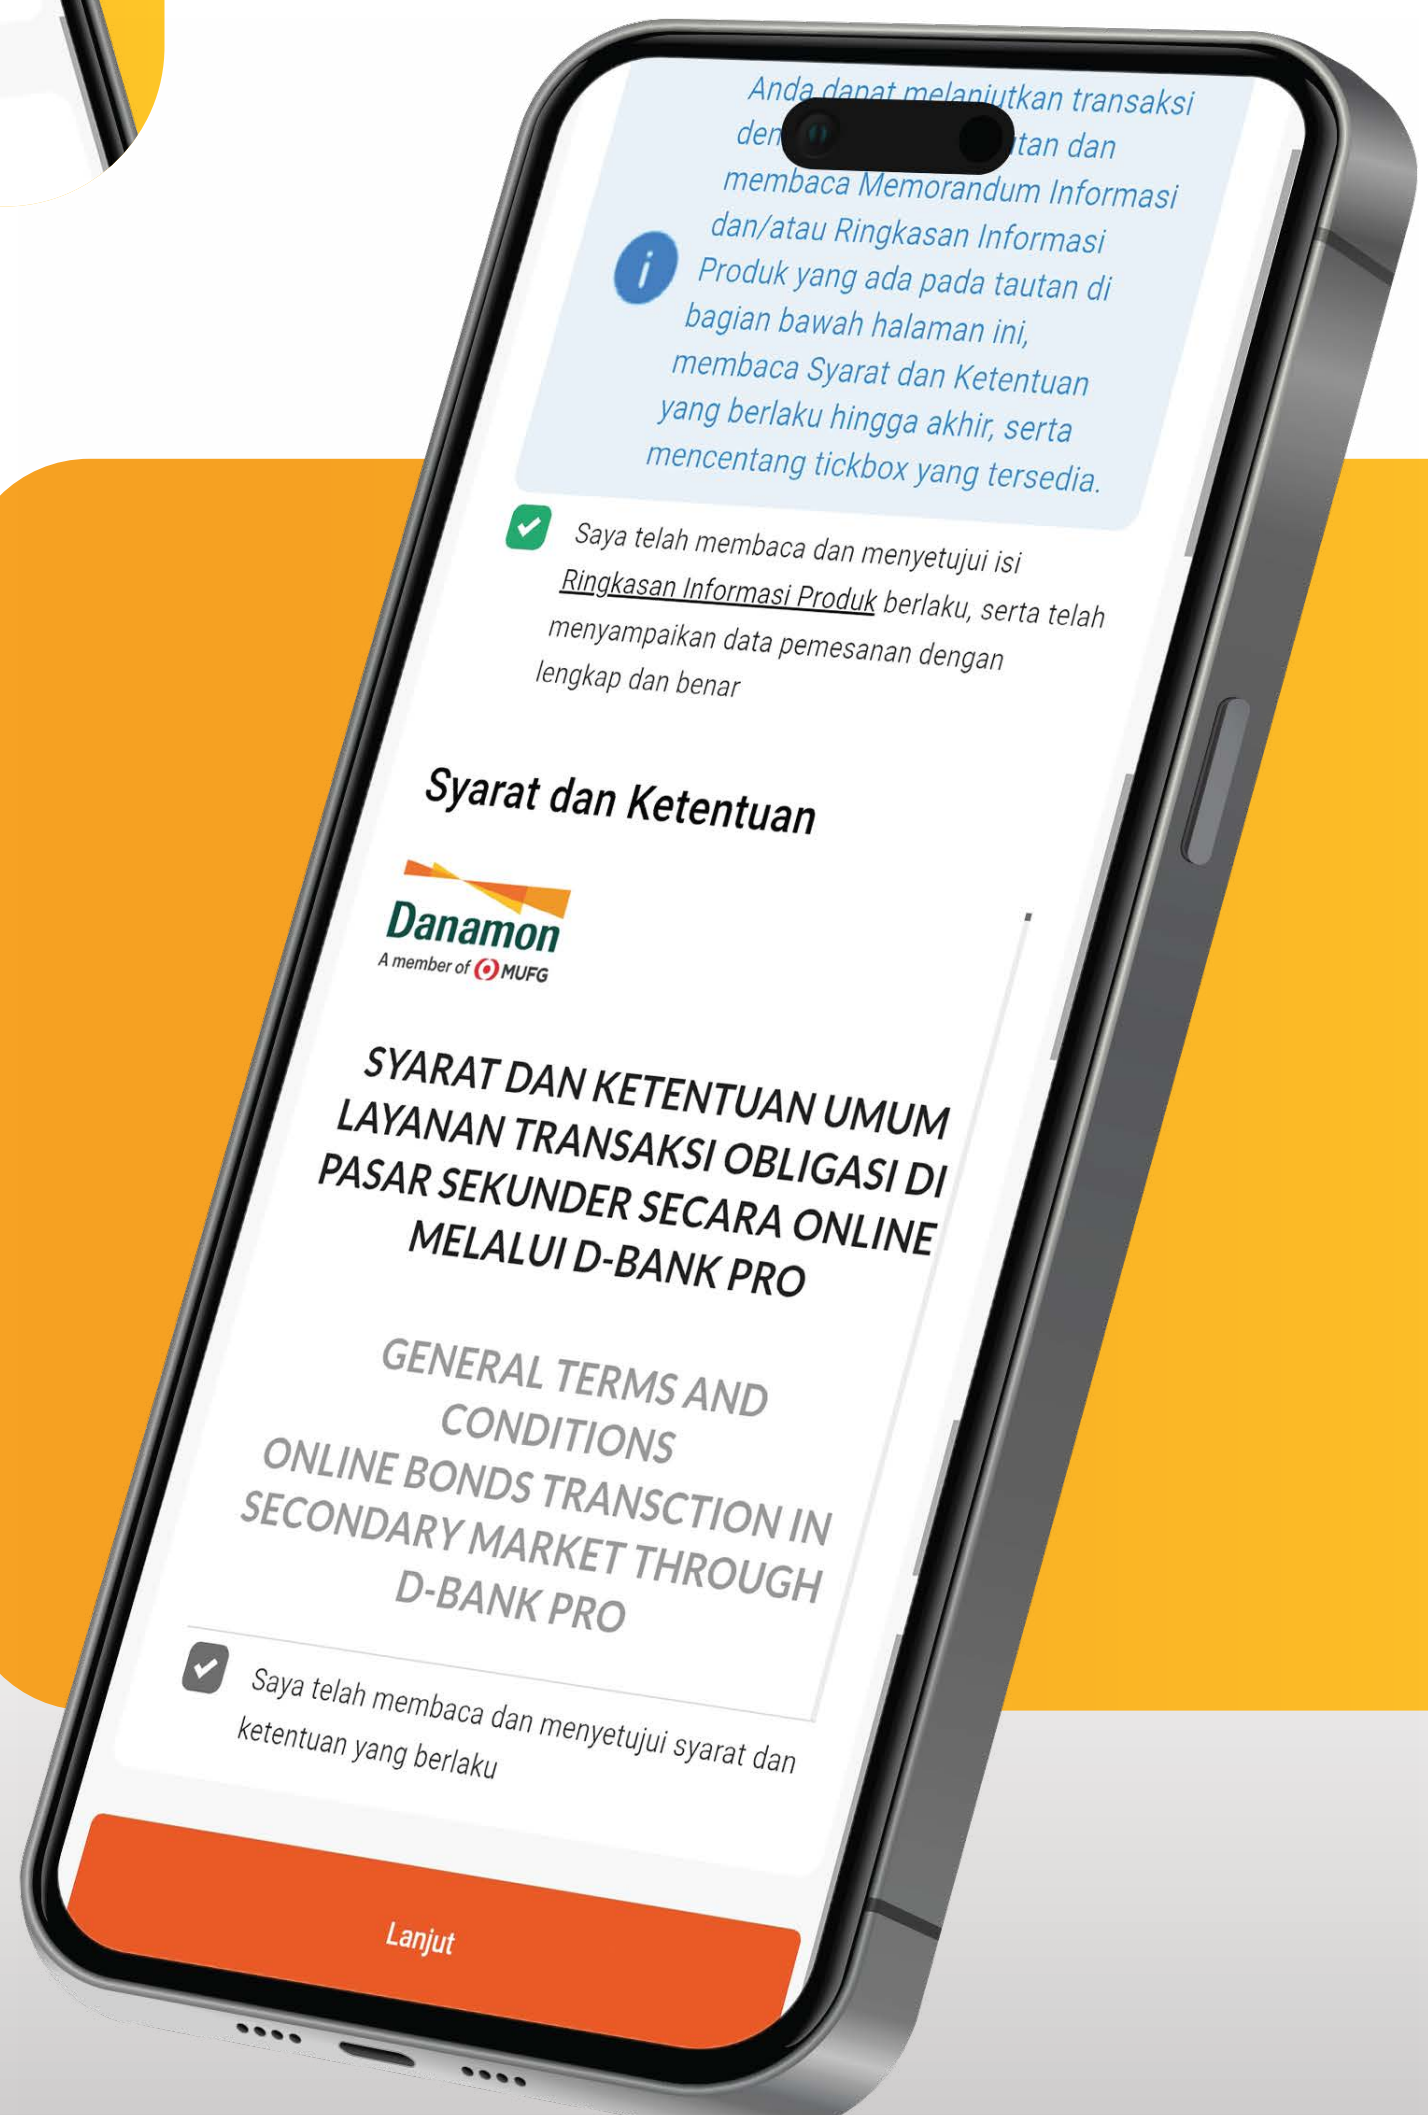 Anda dapat melanjutkan transaksi
dan
membaca Memorandum Informasi
dan/atau Ringkasan Informasi
Produk yang ada pada tautan di
bagian bawah halaman ini,
membaca Syarat dan Ketentuan
yang berlaku hingga akhir, serta
mencentang tickbox yang tersedia.
Saya telah membaca dan menyetujui isi
Ringkasan Informasi Produk berlaku, serta telah
menyampaikan data pemesanan dengan
lengkap dan benar
Syarat dan Ketentuan
Danamon
A member of MUFG
SYARAT DAN KETENTUAN UMUM
LAYANAN TRANSAKSI OBLIGASI DI
PASAR SEKUNDER SECARA ONLINE
MELALUI D-BANK PRO
GENERAL TERMS AND
CONDITIONS
ONLINE BONDS TRANSCTION IN
SECONDARY MARKET THROUGH
D-BANK PRO
Saya telah membaca dan menyetujui syarat dan
ketentuan yang berlaku
Lanjut